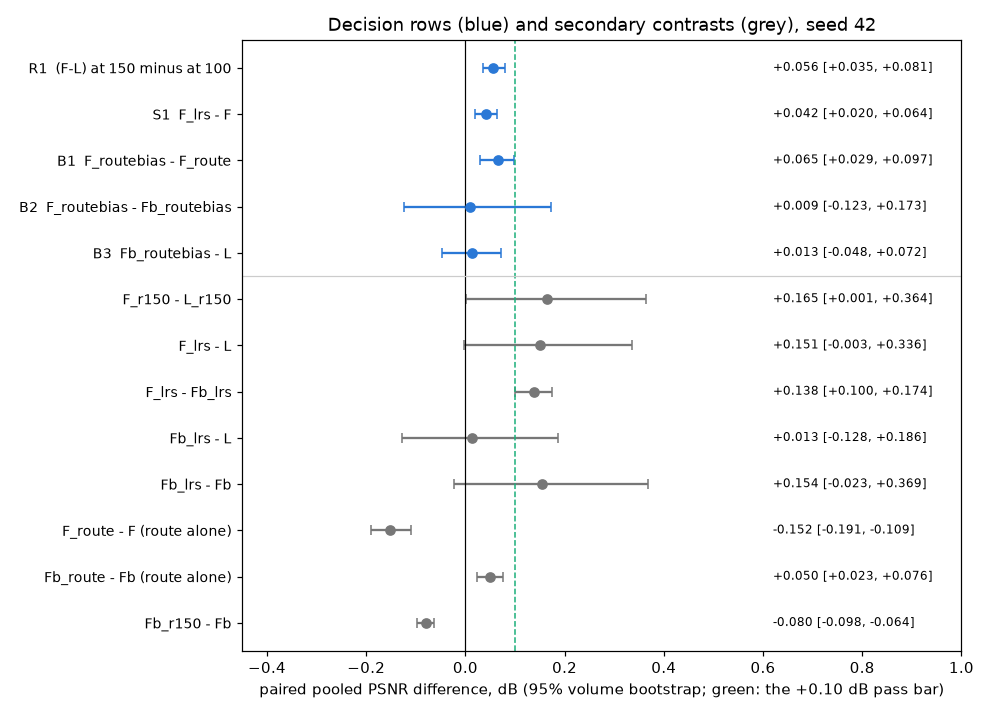 Decision rows (blue) and secondary contrasts (grey), seed 42
R1  (F-L) at 150 minus at 100 +0.056 [+0.035, +0.081]
S1  F_lrs - F +0.042 [+0.020, +0.064]
B1  F_routebias - F_route +0.065 [+0.029, +0.097]
B2  F_routebias - Fb_routebias +0.009 [-0.123, +0.173]
B3  Fb_routebias - L +0.013 [-0.048, +0.072]
F_r150 - L_r150 +0.165 [+0.001, +0.364]
F_lrs - L +0.151 [-0.003, +0.336]
F_lrs - Fb_lrs +0.138 [+0.100, +0.174]
Fb_lrs - L +0.013 [-0.128, +0.186]
Fb_lrs - Fb +0.154 [-0.023, +0.369]
F_route - F (route alone) -0.152 [-0.191, -0.109]
Fb_route - Fb (route alone) +0.050 [+0.023, +0.076]
Fb_r150 - Fb -0.080 [-0.098, -0.064]
−0.4 −0.2 0.0 0.2 0.4 0.6 0.8 1.0
paired pooled PSNR difference, dB (95% volume bootstrap; green: the +0.10 dB pass bar)